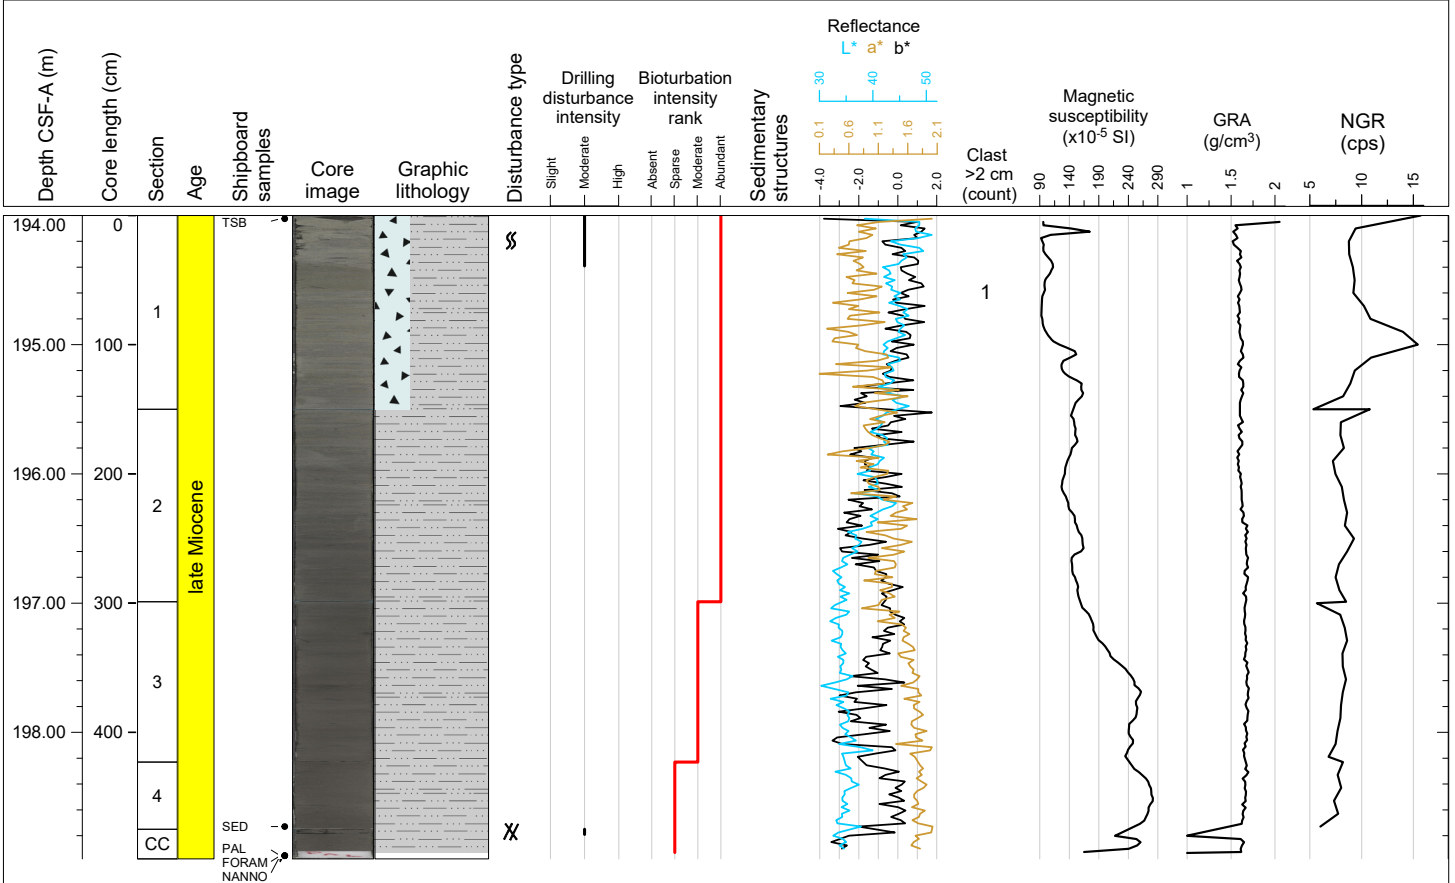 Depth CSF-A (m)
Core length (cm)
Section
Age
Shipboard
samples
Core
image
Graphic
lithology
Disturbance type
Drilling
disturbance
intensity
Slight
Moderate
High
Bioturbation
intensity
rank
Absent
Sparse
Moderate
Abundant
Sedimentary
structures
Reflectance
L* a* b*
30 40 50
0.1 0.6 1.1 1.6 2.1
-4.0 -2.0 0.0 2.0
Clast
>2 cm
(count)
Magnetic
susceptibility
(x10-5 SI)
90 140 190 240 290
GRA
(g/cm3)
1 1.5 2
NGR
(cps)
5 10 15
194.00 0
TSB
1
1
195.00 100
196.00 200
2
late Miocene
197.00 300
3
198.00 400
4
SED
CC
PAL
FORAM
NANNO